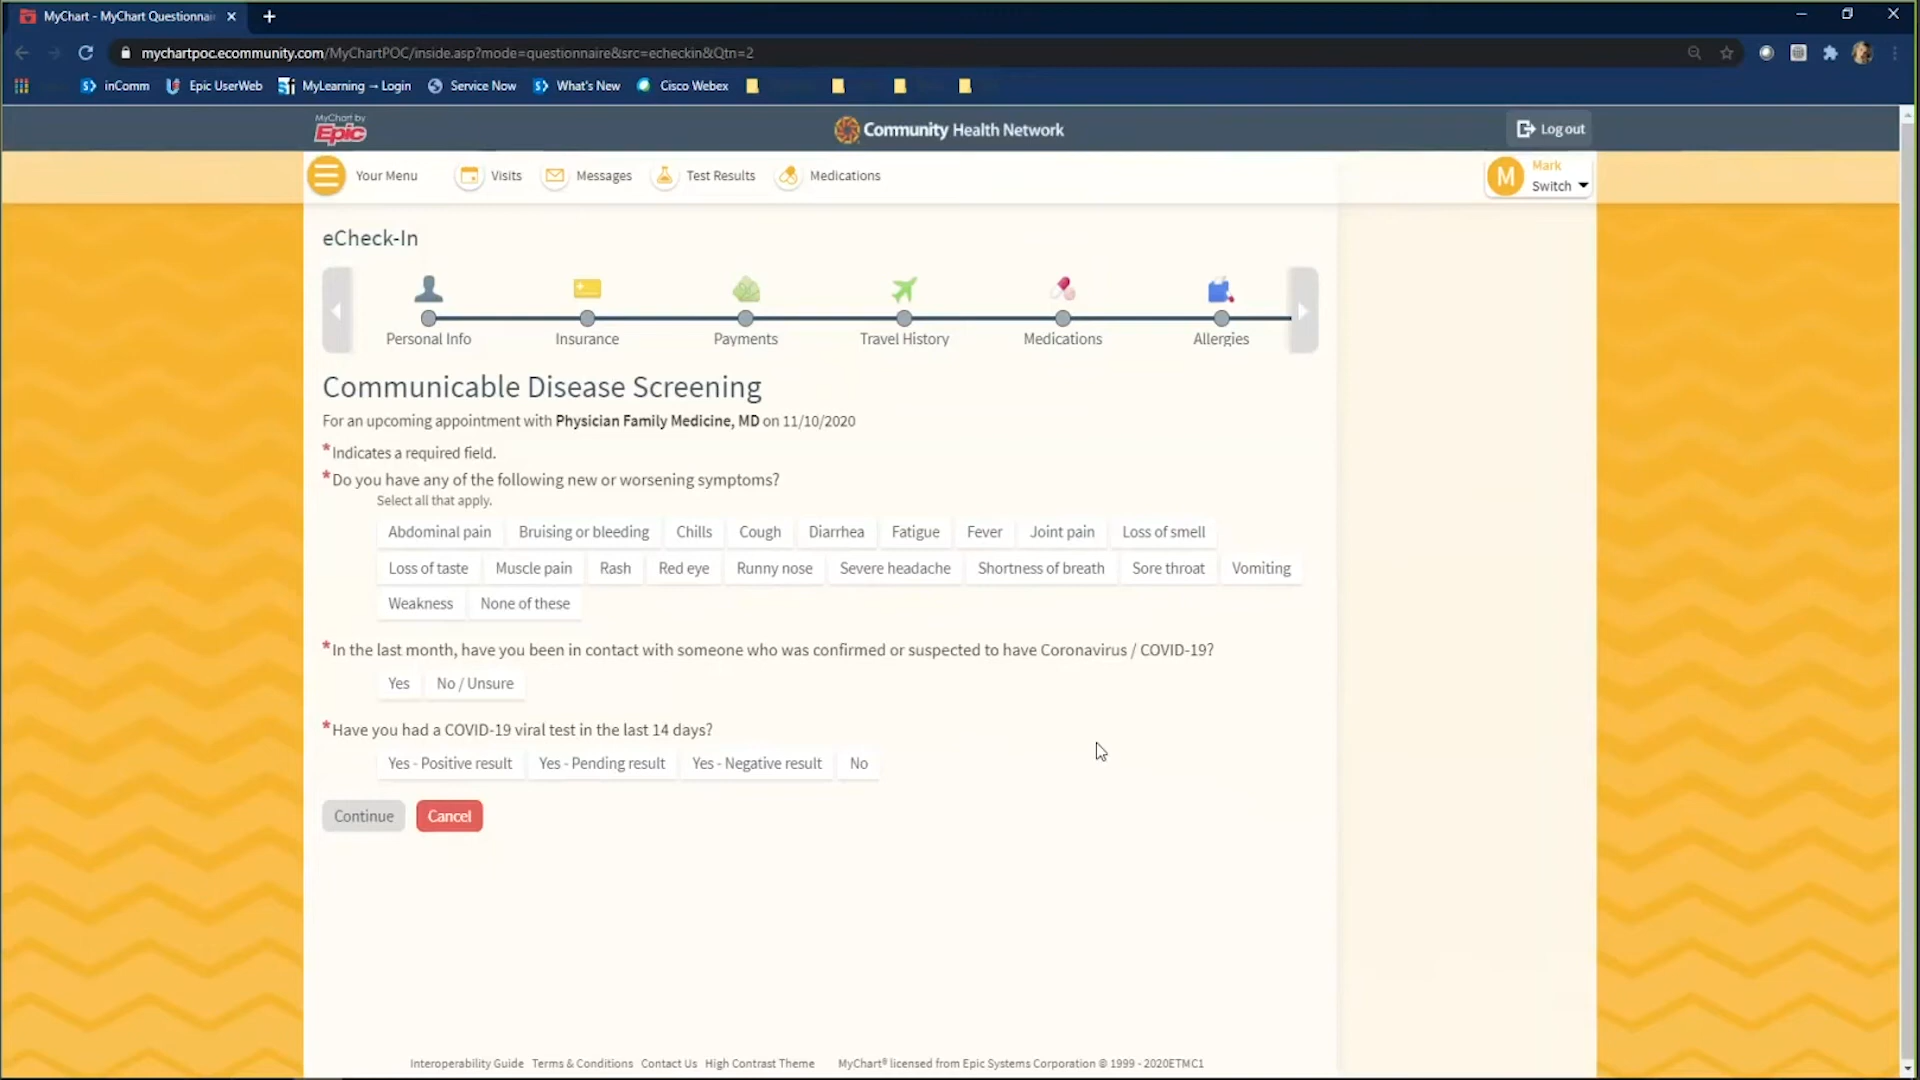 MyChart - MyChart Questionnai
mychartpoc.ecommunity.com/MyChartPOC/inside.asp?mode=questionnaire&src=echeckin&Qtn=2
inComm Epic UserWeb MyLearning → Login Service Now What's New Cisco Webex
MyChart by
Epic
Community Health Network
Log out
Your Menu Visits Messages Test Results Medications
M
Mark
Switch
eCheck-In
Personal Info Insurance Payments Travel History Medications Allergies
Communicable Disease Screening
For an upcoming appointment with Physician Family Medicine, MD on 11/10/2020
*Indicates a required field.
*Do you have any of the following new or worsening symptoms?
Select all that apply.
Abdominal pain Bruising or bleeding Chills Cough Diarrhea Fatigue Fever Joint pain Loss of smell
Loss of taste Muscle pain Rash Red eye Runny nose Severe headache Shortness of breath Sore throat Vomiting
Weakness None of these
*In the last month, have you been in contact with someone who was confirmed or suspected to have Coronavirus / COVID-19?
Yes No / Unsure
*Have you had a COVID-19 viral test in the last 14 days?
Yes - Positive result Yes - Pending result Yes - Negative result No
Continue Cancel
Interoperability Guide Terms & Conditions Contact Us High Contrast Theme MyChart® licensed from Epic Systems Corporation © 1999 - 2020ETMC1